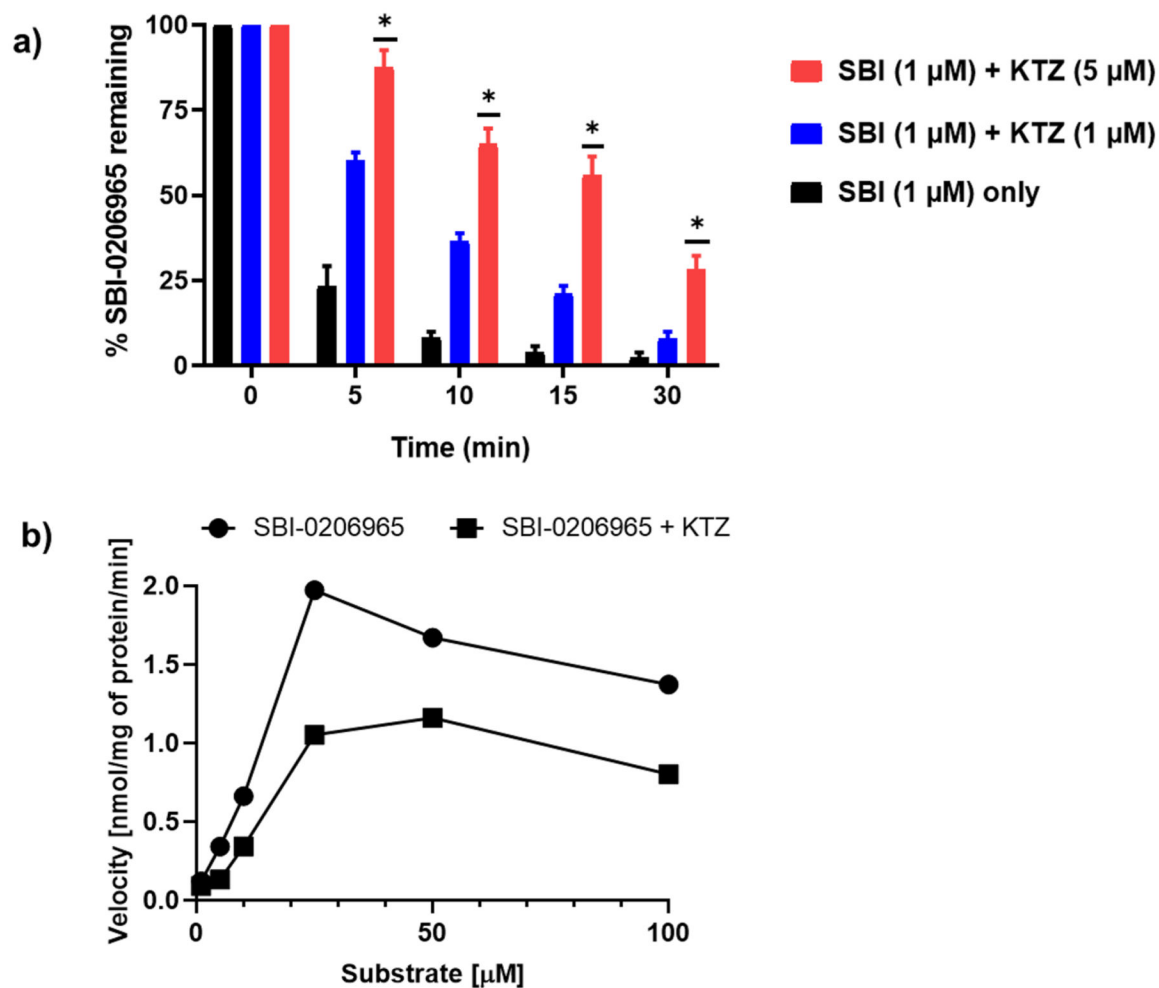 a)
% SBI-0206965 remaining
100
75
50
25
0
* * * *
0 5 10 15 30
Time (min)
SBI (1 µM) + KTZ (5 µM)
SBI (1 µM) + KTZ (1 µM)
SBI (1 µM) only
b)
SBI-0206965 SBI-0206965 + KTZ
Velocity [nmol/mg of protein/min]
2.0
1.5
1.0
0.5
0.0
0 50 100
Substrate [µM]